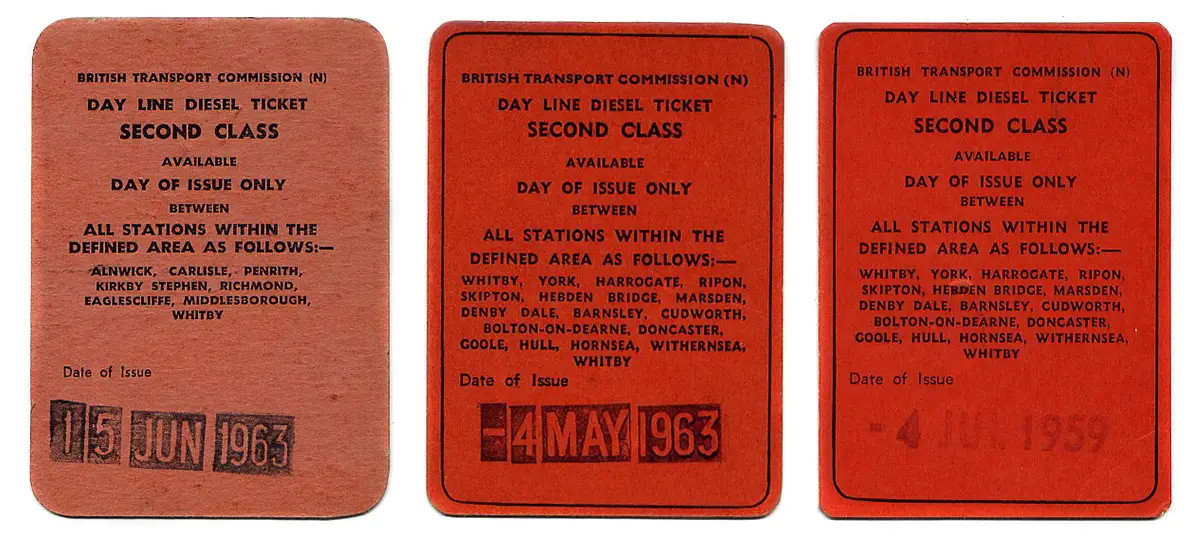 BRITISH TRANSPORT COMMISSION (N)
DAY LINE DIESEL TICKET
SECOND CLASS
AVAILABLE
DAY OF ISSUE ONLY
BETWEEN
ALL STATIONS WITHIN THE
DEFINED AREA AS FOLLOWS:—
ALNWICK, CARLISLE, PENRITH,
KIRKBY STEPHEN, RICHMOND,
EAGLESCLIFFE, MIDDLESBOROUGH,
WHITBY
Date of Issue
15 JUN 1963
BRITISH TRANSPORT COMMISSION (N)
DAY LINE DIESEL TICKET
SECOND CLASS
AVAILABLE
DAY OF ISSUE ONLY
BETWEEN
ALL STATIONS WITHIN THE
DEFINED AREA AS FOLLOWS:—
WHITBY, YORK, HARROGATE, RIPON,
SKIPTON, HEBDEN BRIDGE, MARSDEN,
DENBY DALE, BARNSLEY, CUDWORTH,
BOLTON-ON-DEARNE, DONCASTER,
GOOLE, HULL, HORNSEA, WITHERNSEA,
WHITBY
Date of Issue
-4 MAY 1963
BRITISH TRANSPORT COMMISSION (N)
DAY LINE DIESEL TICKET
SECOND CLASS
AVAILABLE
DAY OF ISSUE ONLY
BETWEEN
ALL STATIONS WITHIN THE
DEFINED AREA AS FOLLOWS:—
WHITBY, YORK, HARROGATE, RIPON,
SKIPTON, HEBDEN BRIDGE, MARSDEN,
DENBY DALE, BARNSLEY, CUDWORTH,
BOLTON-ON-DEARNE, DONCASTER,
GOOLE, HULL, HORNSEA, WITHERNSEA,
WHITBY
Date of Issue
-4 JUL 1959